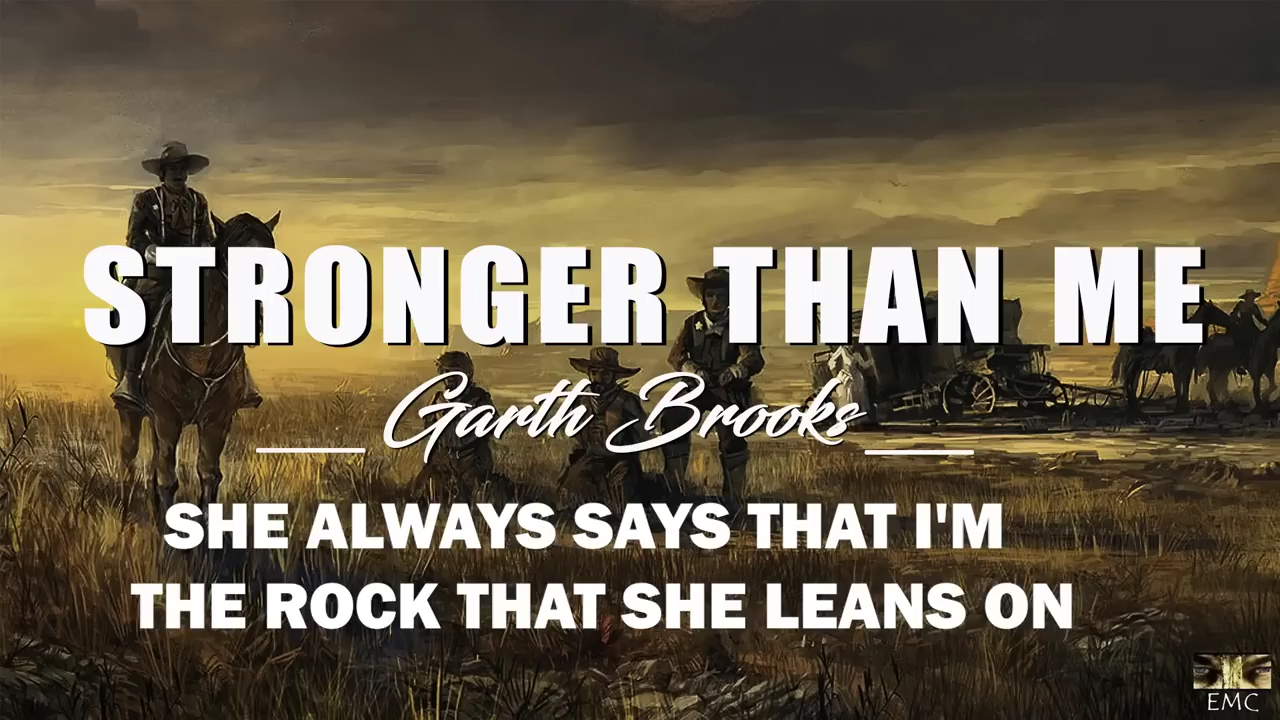 STRONGER THAN ME
Garth Brooks
SHE ALWAYS SAYS THAT I'M
THE ROCK THAT SHE LEANS ON
EMC